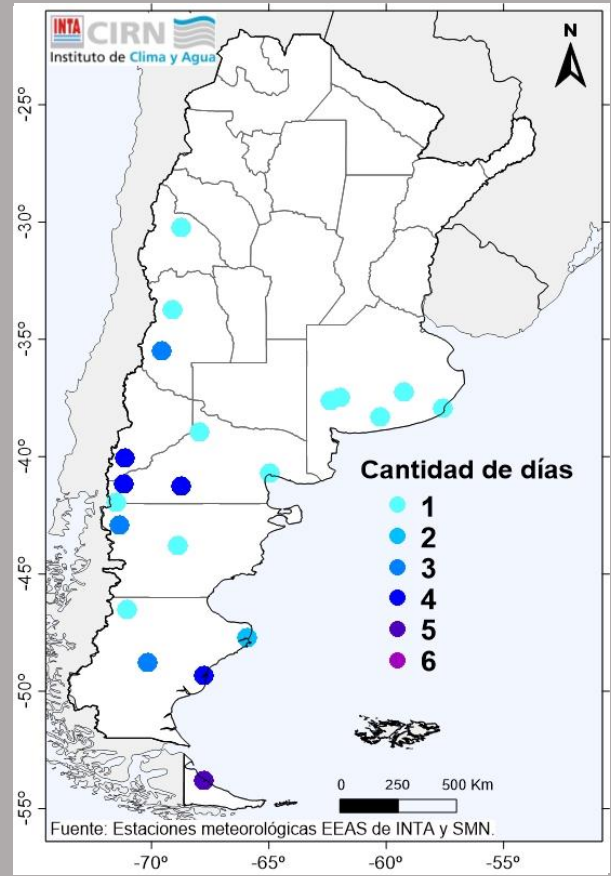 INTA CIRN
Instituto de Clima y Agua
N
-25°
-30°
-35°
-40°
-45°
-50°
-55°
Cantidad de días
1
2
3
4
5
6
0 250 500 Km
Fuente: Estaciones meteorológicas EEAS de INTA y SMN.
-70° -65° -60° -55°